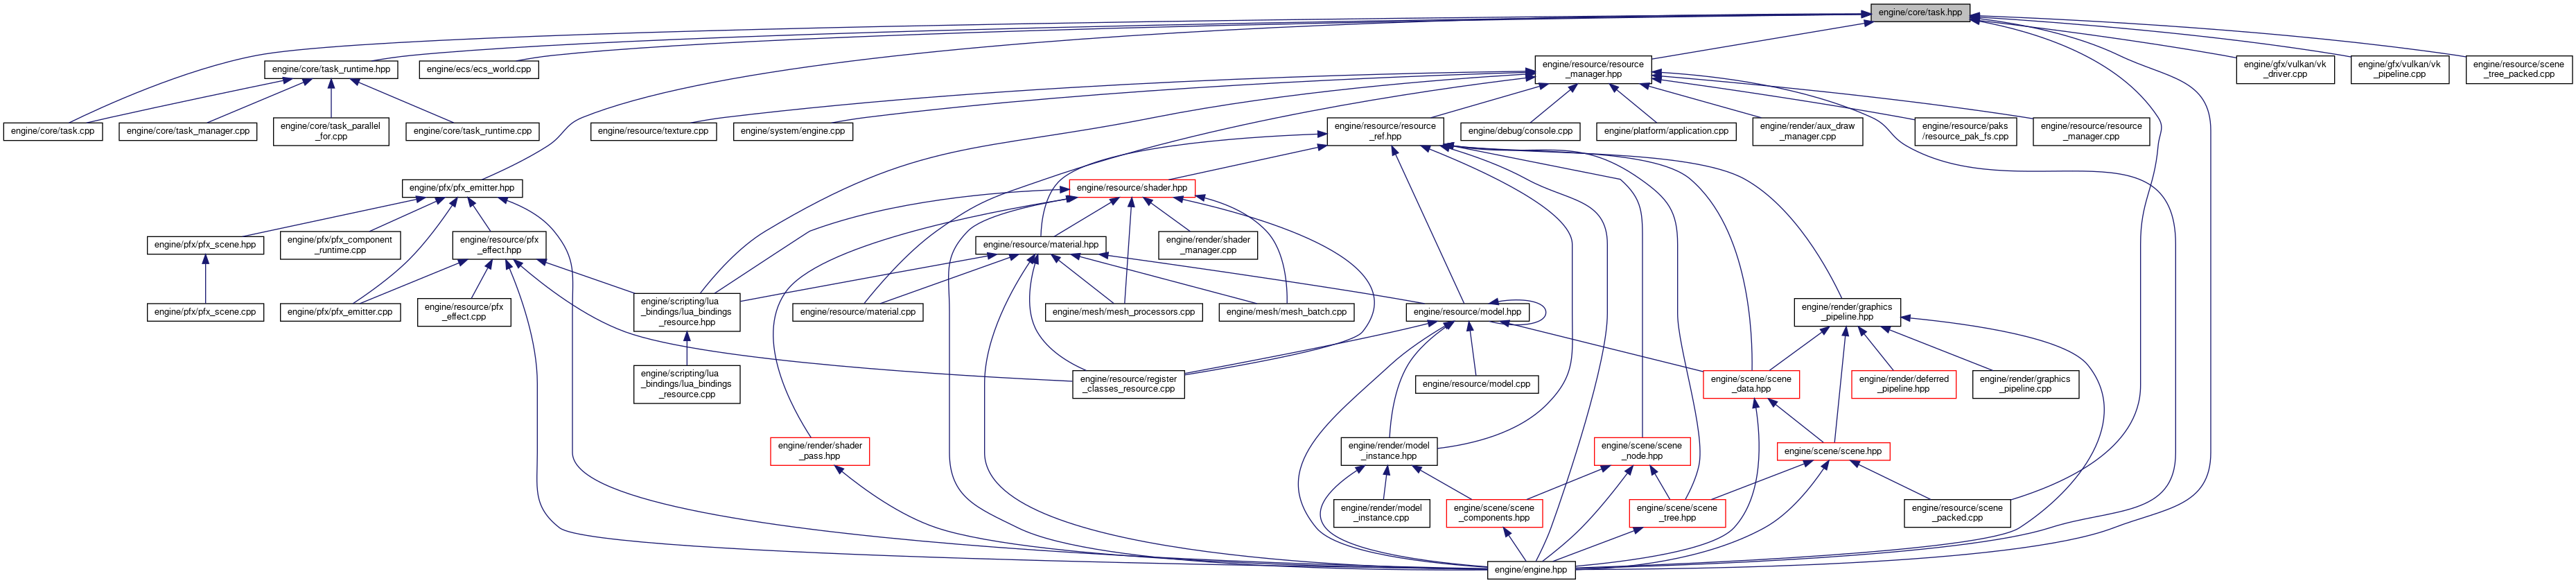 engine/core/task.hpp
engine/core/task_runtime.hpp
engine/ecs/ecs_world.cpp
engine/resource/resource
_manager.hpp
engine/gfx/vulkan/vk
_driver.cpp
engine/gfx/vulkan/vk
_pipeline.cpp
engine/resource/scene
_tree_packed.cpp
engine/core/task.cpp
engine/core/task_manager.cpp
engine/core/task_parallel
_for.cpp
engine/core/task_runtime.cpp
engine/resource/texture.cpp
engine/system/engine.cpp
engine/resource/resource
_ref.hpp
engine/debug/console.cpp
engine/platform/application.cpp
engine/render/aux_draw
_manager.cpp
engine/resource/paks
/resource_pak_fs.cpp
engine/resource/resource
_manager.cpp
engine/pfx/pfx_emitter.hpp
engine/resource/shader.hpp
engine/pfx/pfx_scene.hpp
engine/pfx/pfx_component
_runtime.cpp
engine/resource/pfx
_effect.hpp
engine/resource/material.hpp
engine/render/shader
_manager.cpp
engine/pfx/pfx_scene.cpp
engine/pfx/pfx_emitter.cpp
engine/resource/pfx
_effect.cpp
engine/scripting/lua
_bindings/lua_bindings
_resource.hpp
engine/resource/material.cpp
engine/mesh/mesh_processors.cpp
engine/mesh/mesh_batch.cpp
engine/resource/model.hpp
engine/render/graphics
_pipeline.hpp
engine/scripting/lua
_bindings/lua_bindings
_resource.cpp
engine/resource/register
_classes_resource.cpp
engine/resource/model.cpp
engine/scene/scene
_data.hpp
engine/render/deferred
_pipeline.hpp
engine/render/graphics
_pipeline.cpp
engine/render/shader
_pass.hpp
engine/render/model
_instance.hpp
engine/scene/scene
_node.hpp
engine/scene/scene.hpp
engine/render/model
_instance.cpp
engine/scene/scene
_components.hpp
engine/scene/scene
_tree.hpp
engine/resource/scene
_packed.cpp
engine/engine.hpp